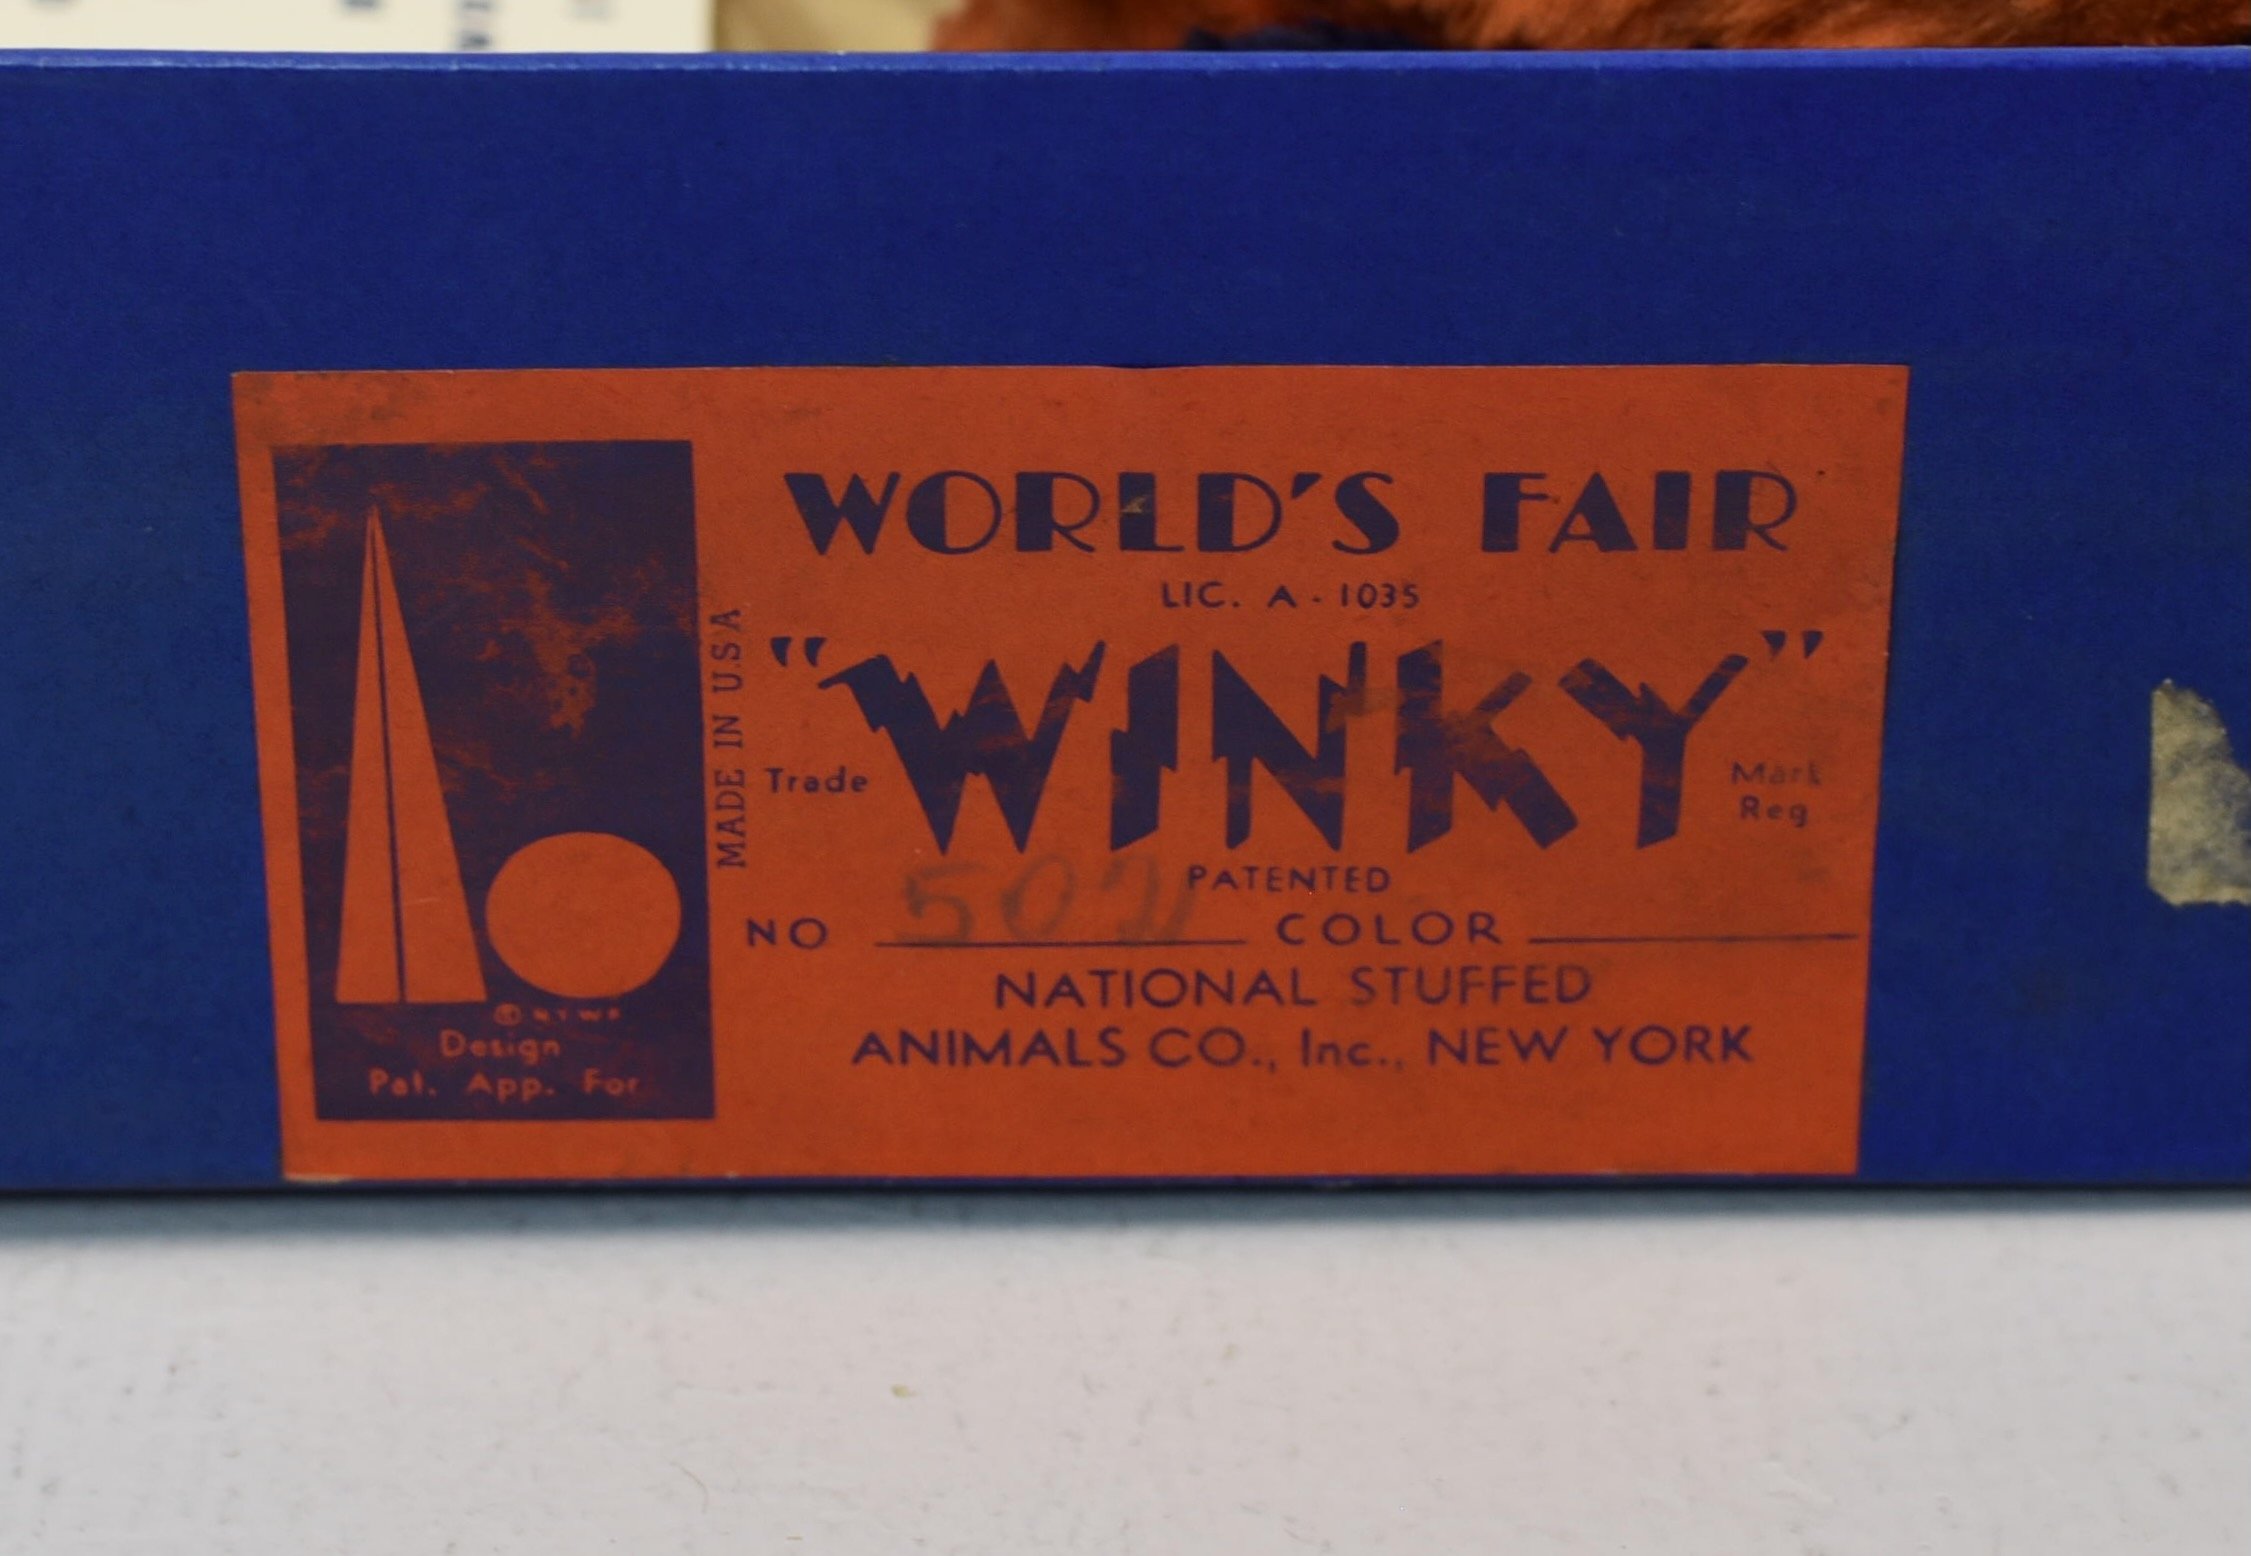 WORLD'S FAIR
LIC. A-1035
"WINKY"
Trade
Mark
Reg
PATENTED
NO
COLOR
NATIONAL STUFFED
ANIMALS CO., Inc., NEW YORK
MADE IN U.S.A
© N.Y.W.F.
Design
Pat. App. For